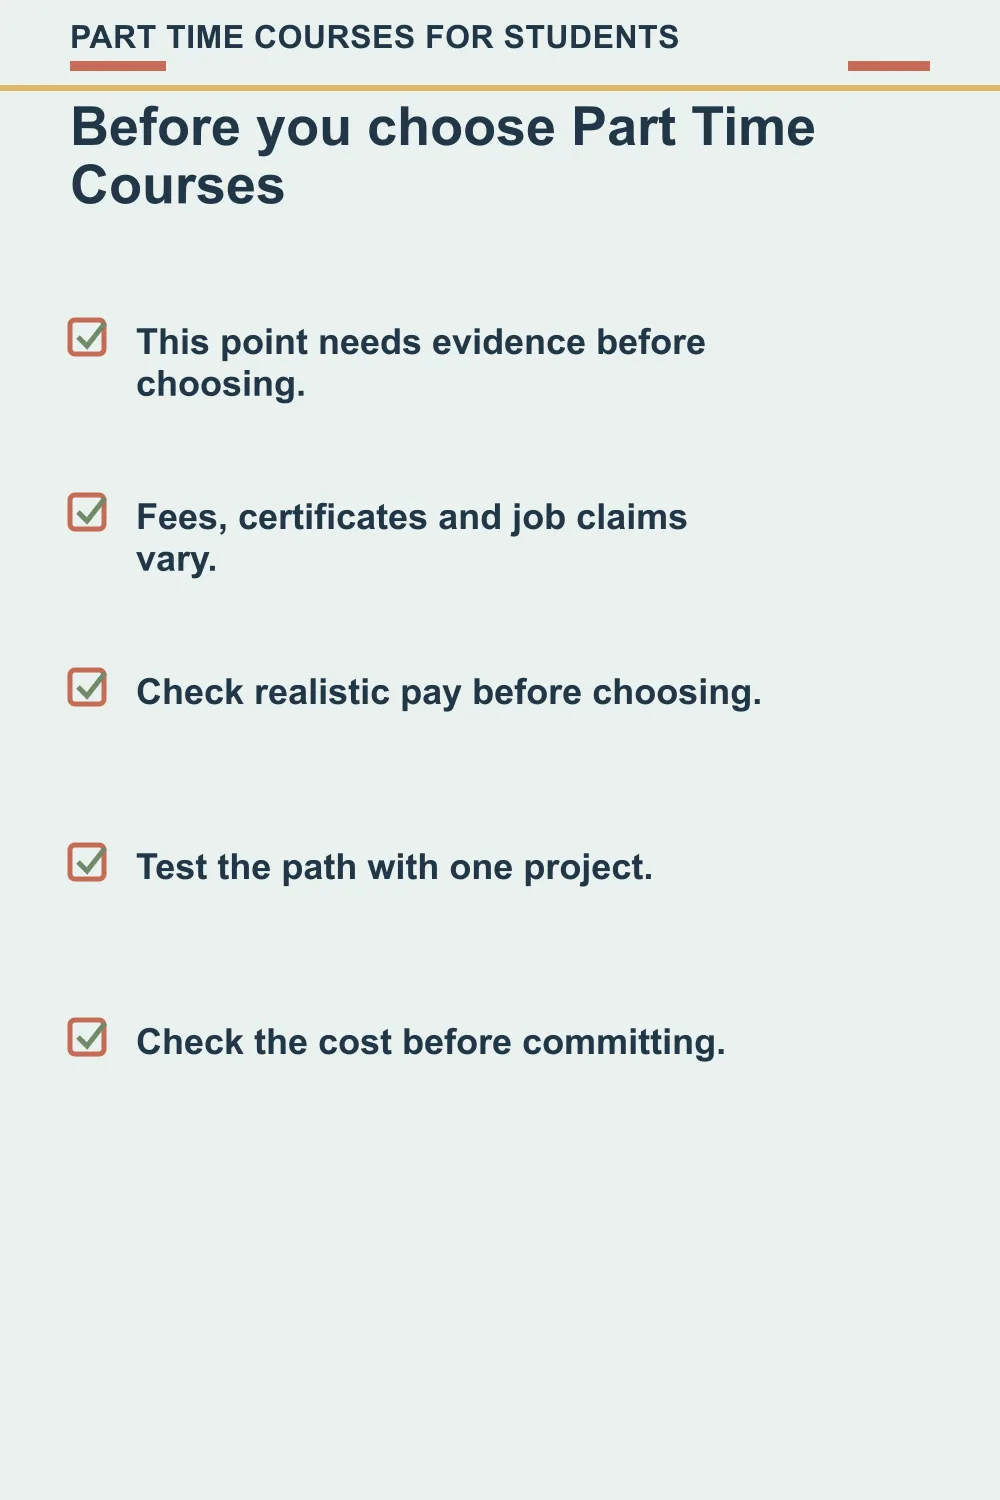 PART TIME COURSES FOR STUDENTS
Before you choose Part Time
Courses
This point needs evidence before
choosing.
Fees, certificates and job claims
vary.
Check realistic pay before choosing.
Test the path with one project.
Check the cost before committing.